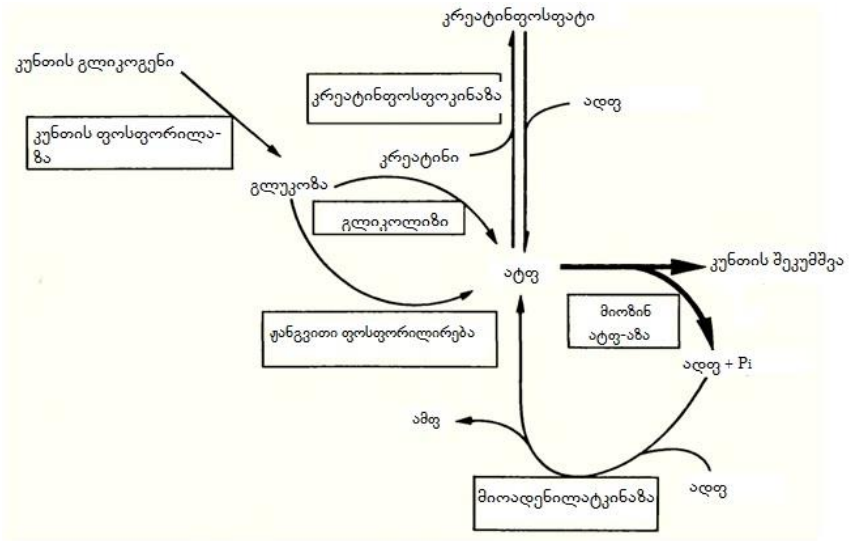 კრეატინფოსფატი
კუნთის გლიკოგენი
კრეატინფოსფოკინაზა
ადფ
კუნთის ფოსფორილა-
ზა
კრეატინი
გლუკოზა
გლიკოლიზი
ატფ
კუნთის შეკუმშვა
მიოზინ
ატფ-აზა
ჟანგვითი ფოსფორილირება
ადფ + Pi
ამფ
მიოადენილატკინაზა
ადფ